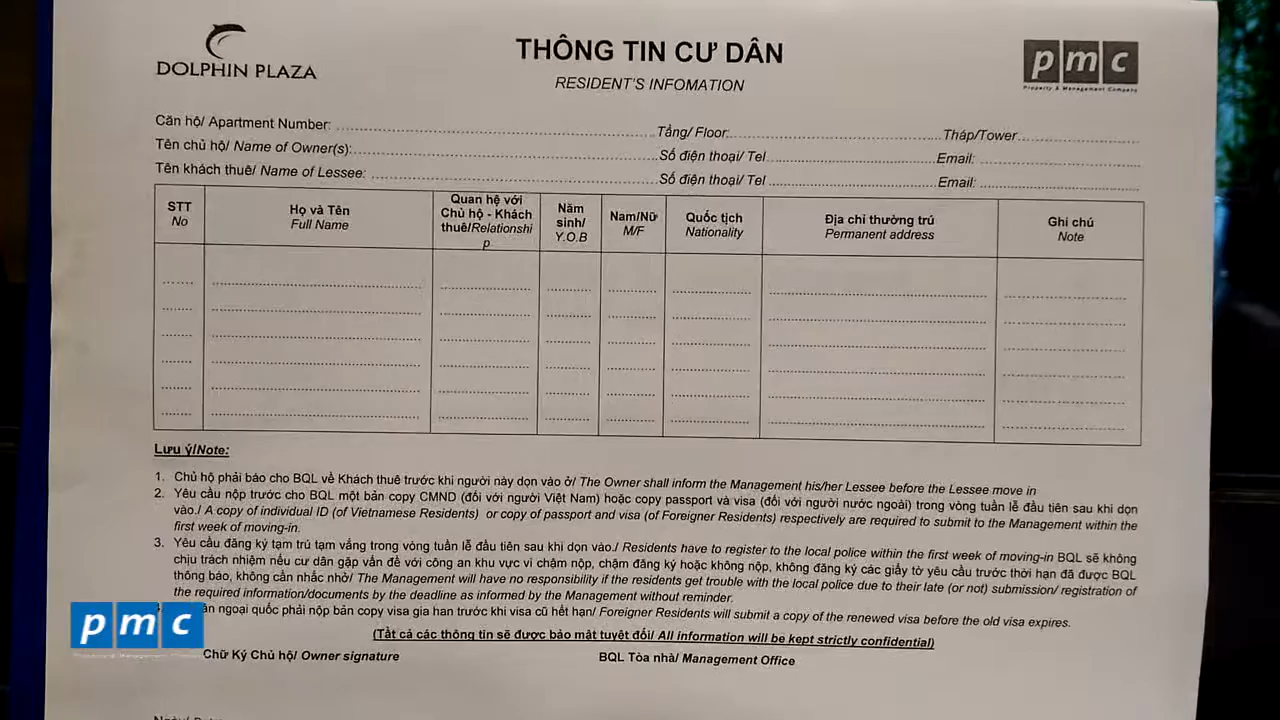 DOLPHIN PLAZA
THÔNG TIN CƯ DÂN
RESIDENT'S INFOMATION
pmc
Property & Management Company
Căn hộ/ Apartment Number: Tầng/ Floor: Tháp/Tower
Tên chủ hộ/ Name of Owner(s): Số điện thoại/ Tel Email:
Tên khách thuê/ Name of Lessee: Số điện thoại/ Tel Email:
STT
No
Họ và Tên
Full Name
Quan hệ với
Chủ hộ - Khách
thuê/Relationshi
p
Năm
sinh/
Y.O.B
Nam/Nữ
M/F
Quốc tịch
Nationality
Địa chỉ thường trú
Permanent address
Ghi chú
Note
Lưu ý/Note:
1. Chủ hộ phải báo cho BQL về Khách thuê trước khi người này dọn vào ở/ The Owner shall inform the Management his/her Lessee before the Lessee move in
2. Yêu cầu nộp trước cho BQL một bản copy CMND (đối với người Việt Nam) hoặc copy passport và visa (đối với người nước ngoài) trong vòng tuần lễ đầu tiên sau khi dọn
vào./ A copy of individual ID (of Vietnamese Residents) or copy of passport and visa (of Foreigner Residents) respectively are required to submit to the Management within the
first week of moving-in.
3. Yêu cầu đăng ký tạm trú tạm vắng trong vòng tuần lễ đầu tiên sau khi dọn vào./ Residents have to register to the local police within the first week of moving-in BQL sẽ không
chịu trách nhiệm nếu cư dân gặp vấn đề với công an khu vực vì chậm nộp, chậm đăng ký hoặc không nộp, không đăng ký các giấy tờ yêu cầu trước thời hạn đã được BQL
thông báo, không cần nhắc nhở/ The Management will have no responsibility if the residents get trouble with the local police due to their late (or not) submission/ registration of
the required information/documents by the deadline as informed by the Management without reminder.
ngoại quốc phải nộp bản copy visa gia hạn trước khi visa cũ hết hạn/ Foreigner Residents will submit a copy of the renewed visa before the old visa expires.
(Tất cả các thông tin sẽ được bảo mật tuyệt đối/ All information will be kept strictly confidential)
Chữ Ký Chủ hộ/ Owner signature BQL Tòa nhà/ Management Office
pmc